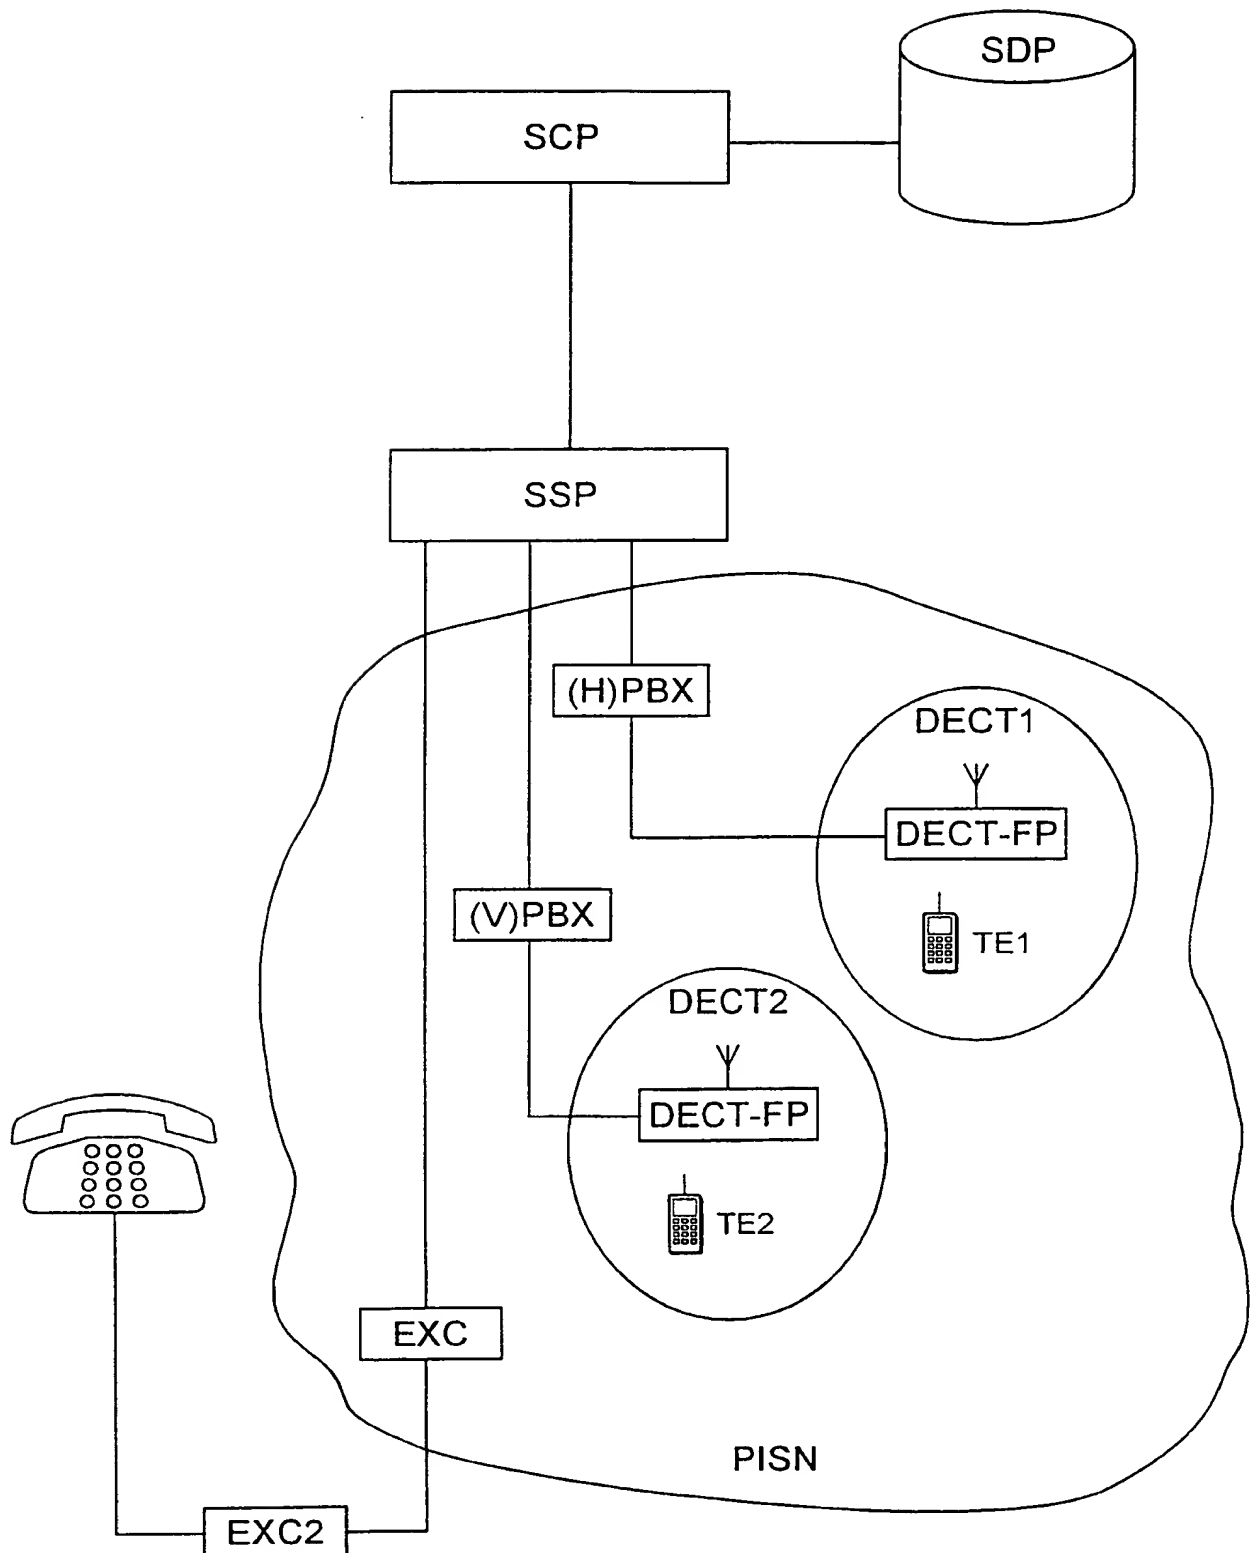 SDP
SCP
SSP
(H)PBX
DECT1
DECT-FP
(V)PBX
TE1
DECT2
DECT-FP
TE2
EXC
PISN
EXC2